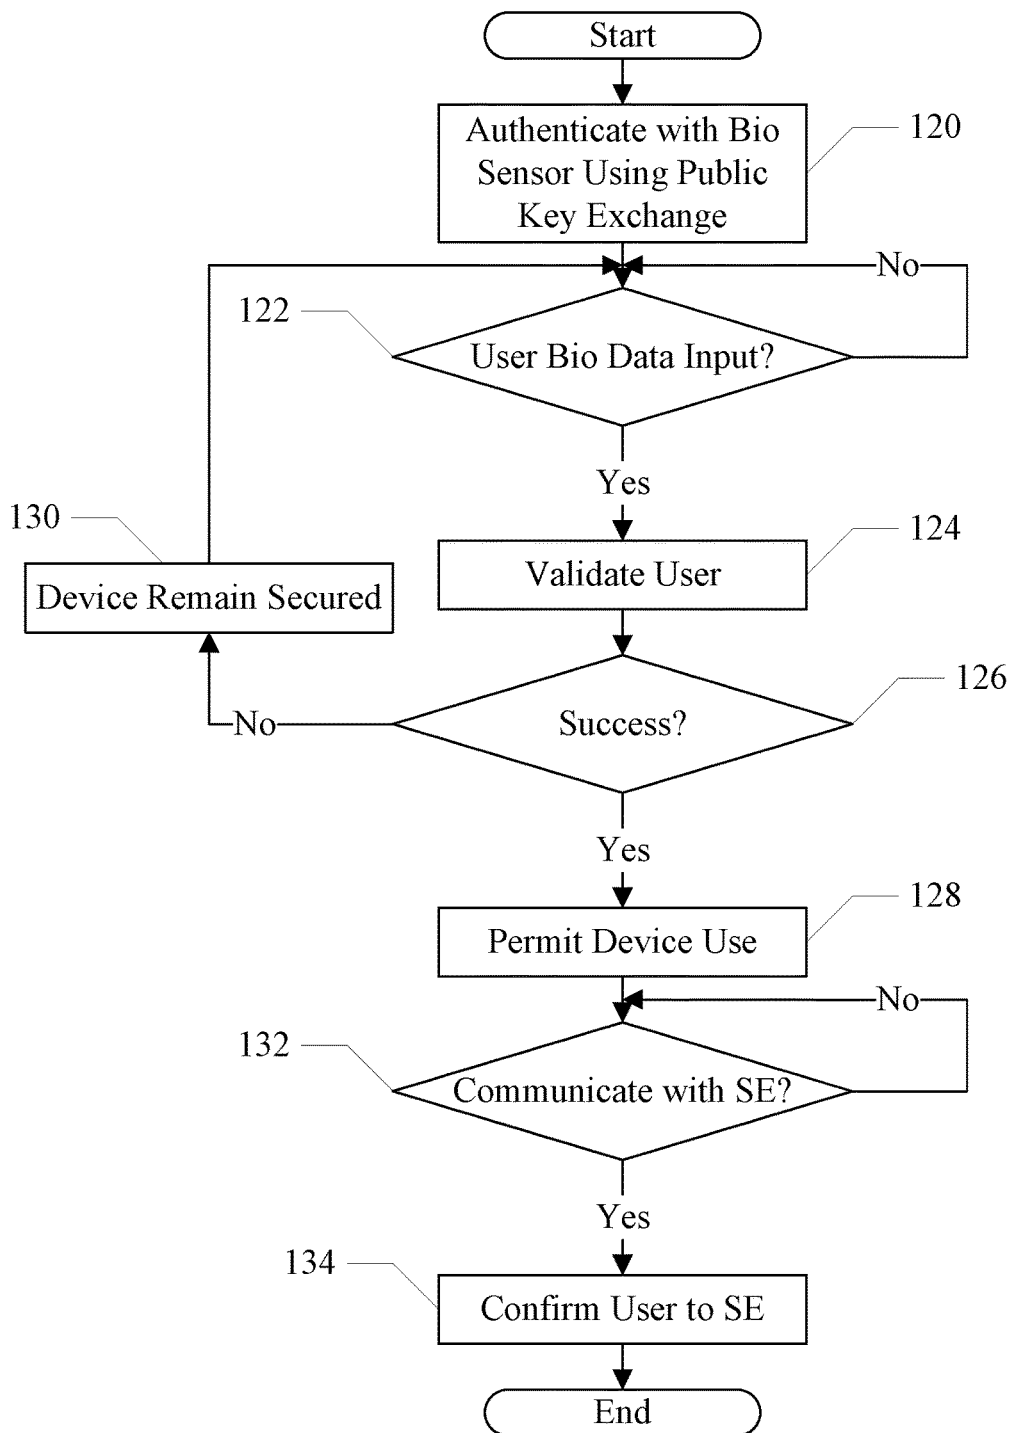 Start
Authenticate with Bio
Sensor Using Public
Key Exchange
120
No
122
User Bio Data Input?
Yes
130
124
Validate User
Device Remain Secured
126
Success?
No
Yes
128
Permit Device Use
No
132
Communicate with SE?
Yes
134
Confirm User to SE
End